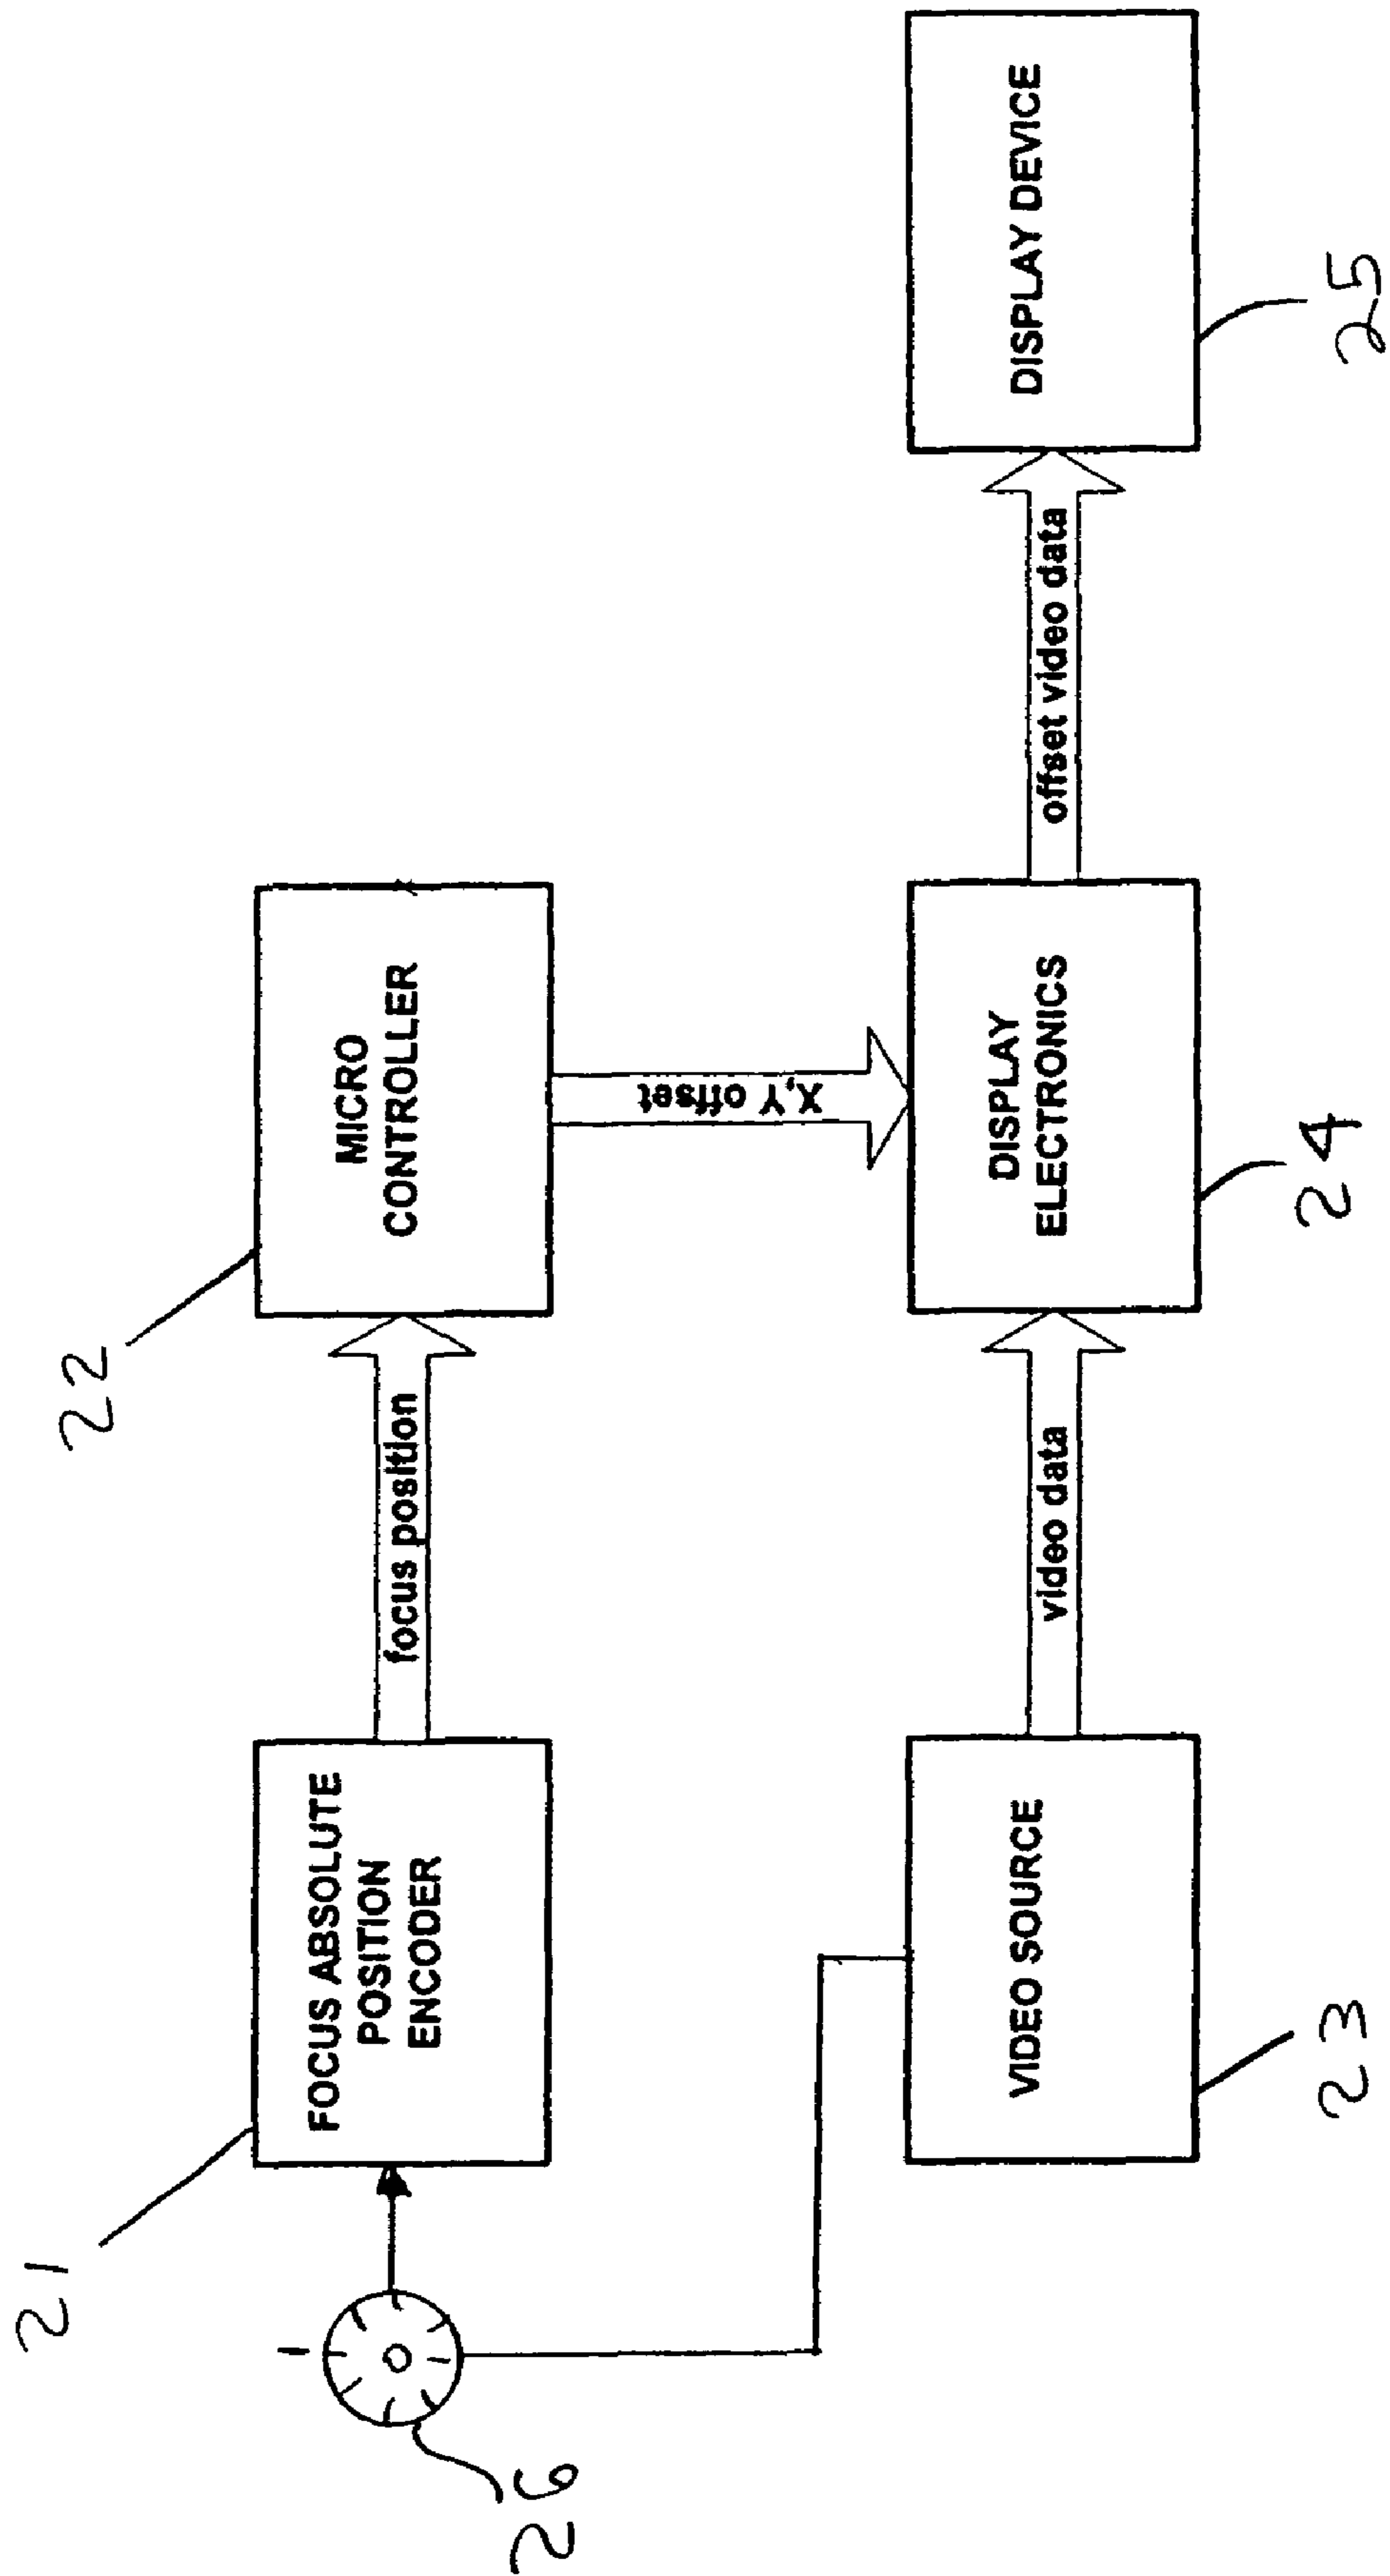 21
22
FOCUS ABSOLUTE
POSITION
ENCODER
focus position
MICRO
CONTROLLER
X,Y offset
26
VIDEO SOURCE
video data
DISPLAY
ELECTRONICS
offset video data
DISPLAY DEVICE
23
24
25